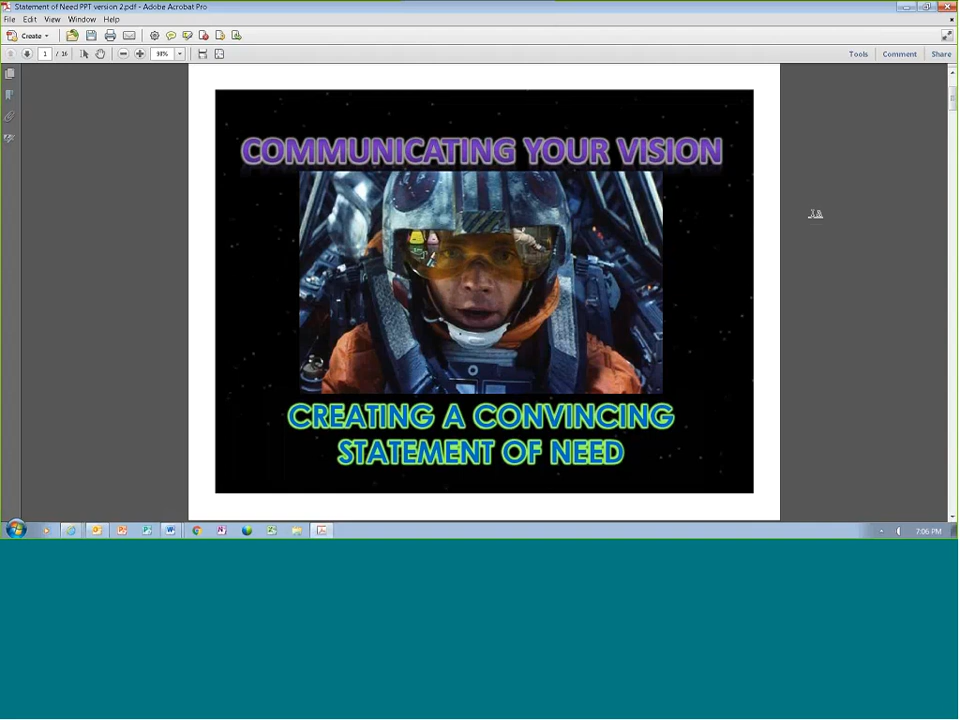 Statement of Need PPT version 2.pdf - Adobe Acrobat Pro
File Edit View Window Help
Create
1 / 16 98% Tools Comment Share
COMMUNICATING YOUR VISION
CREATING A CONVINCING
STATEMENT OF NEED
7:06 PM